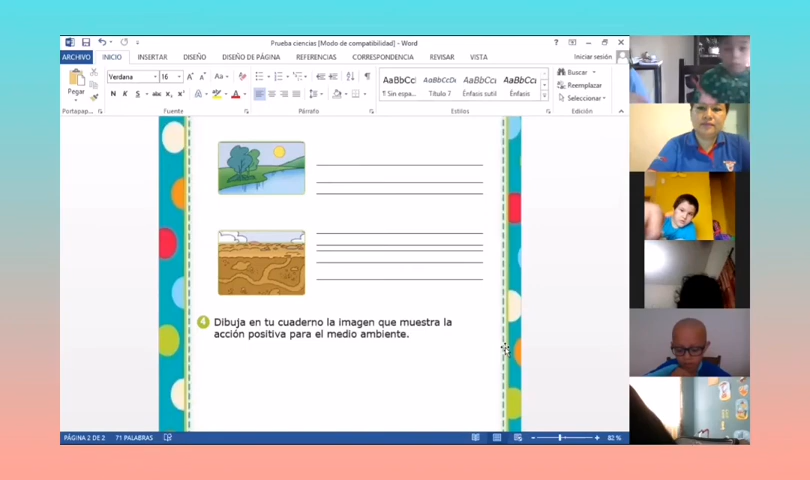 Prueba ciencias [Modo de compatibilidad] - Word
ARCHIVO INICIO INSERTAR DISEÑO DISEÑO DE PÁGINA REFERENCIAS CORRESPONDENCIA REVISAR VISTA Iniciar sesión
Verdana 16 Buscar
Reemplazar
Pegar Seleccionar
AaBbCcI AaBbCcDc AaBbCcI AaBbCcI
¶ Sin espa... Título 7 Énfasis sutil Énfasis
Portapap... Fuente Párrafo Estilos Edición
4 Dibuja en tu cuaderno la imagen que muestra la
acción positiva para el medio ambiente.
PÁGINA 2 DE 2 71 PALABRAS 82 %